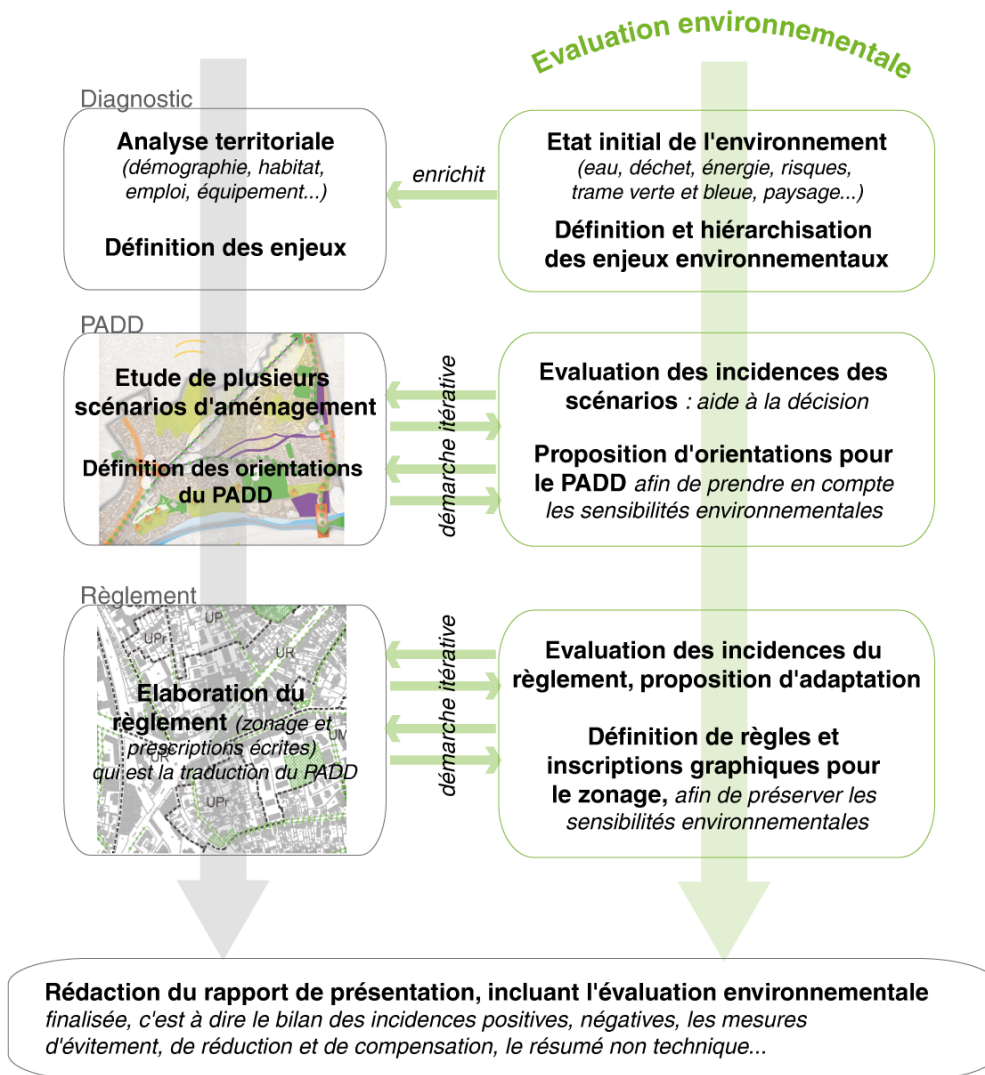 Evaluation environnementale
Diagnostic
Analyse territoriale
(démographie, habitat,
emploi, équipement...)
Définition des enjeux
enrichit
Etat initial de l'environnement
(eau, déchet, énergie, risques,
trame verte et bleue, paysage...)
Définition et hiérarchisation
des enjeux environnementaux
PADD
Etude de plusieurs
scénarios d'aménagement
Définition des orientations
du PADD
démarche itérative
Evaluation des incidences des
scénarios : aide à la décision
Proposition d'orientations pour
le PADD afin de prendre en compte
les sensibilités environnementales
Règlement
UP
UPr
UR
Elaboration du
règlement (zonage et
prescriptions écrites)
UM
UR
qui est la traduction du PADD
UPr
démarche itérative
Evaluation des incidences du
règlement, proposition d'adaptation
Définition de règles et
inscriptions graphiques pour
le zonage, afin de préserver les
sensibilités environnementales
Rédaction du rapport de présentation, incluant l'évaluation environnementale
finalisée, c'est à dire le bilan des incidences positives, négatives, les mesures
d'évitement, de réduction et de compensation, le résumé non technique...